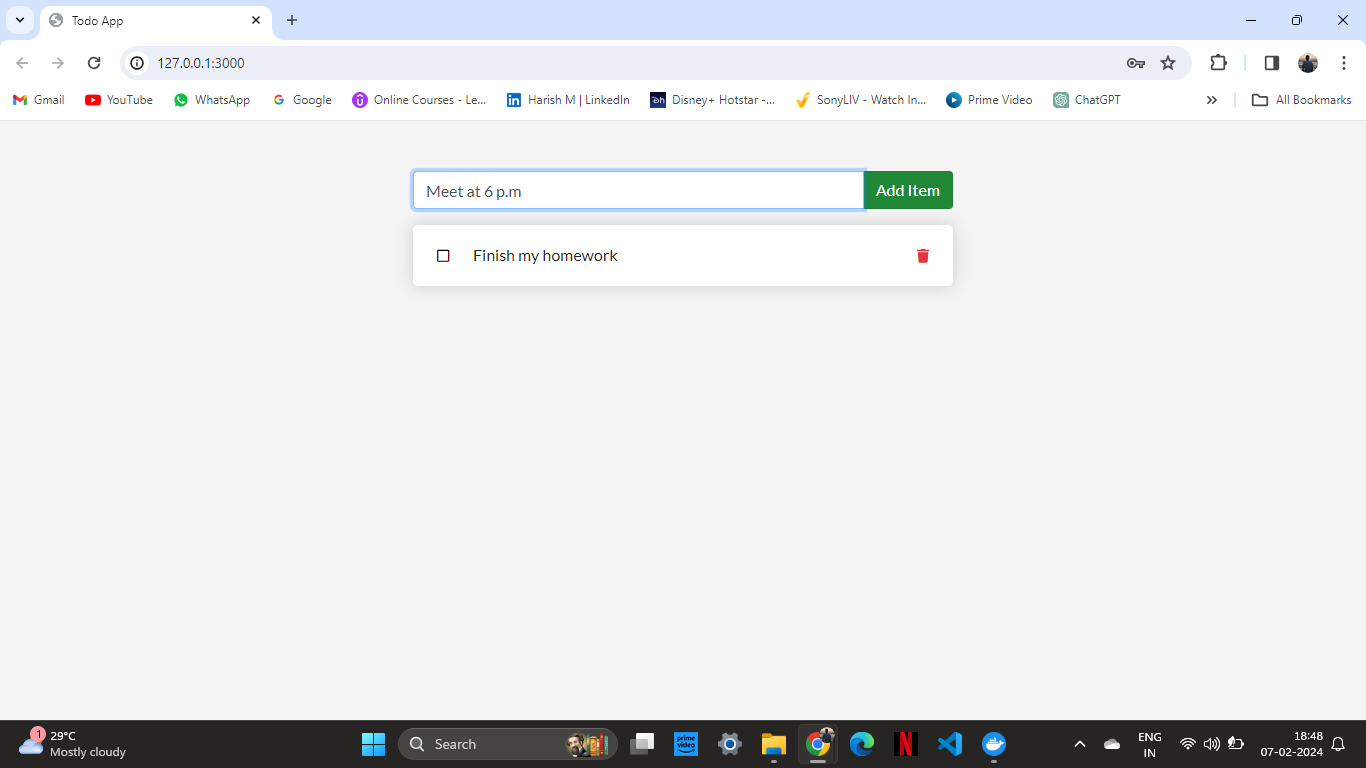 Todo App
127.0.0.1:3000
Gmail YouTube WhatsApp Google Online Courses - Le... Harish M | LinkedIn Disney+ Hotstar -... SonyLIV - Watch In... Prime Video ChatGPT All Bookmarks
Meet at 6 p.m Add Item
Finish my homework
1 29°C
Mostly cloudy
Search
prime video
ENG
IN
18:48
07-02-2024